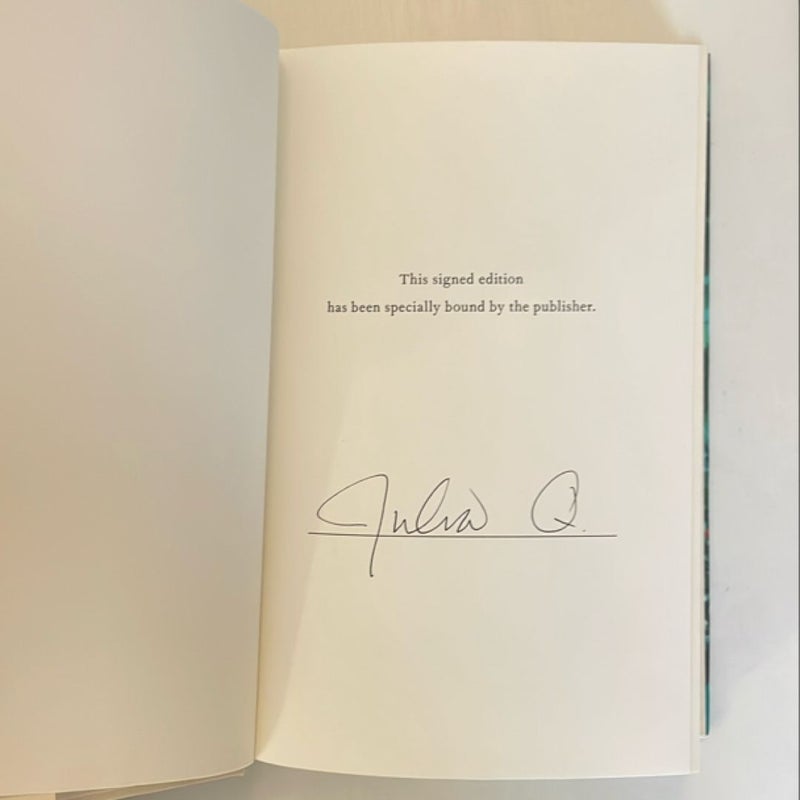 This signed edition
has been specially bound by the publisher.
Julia Q.